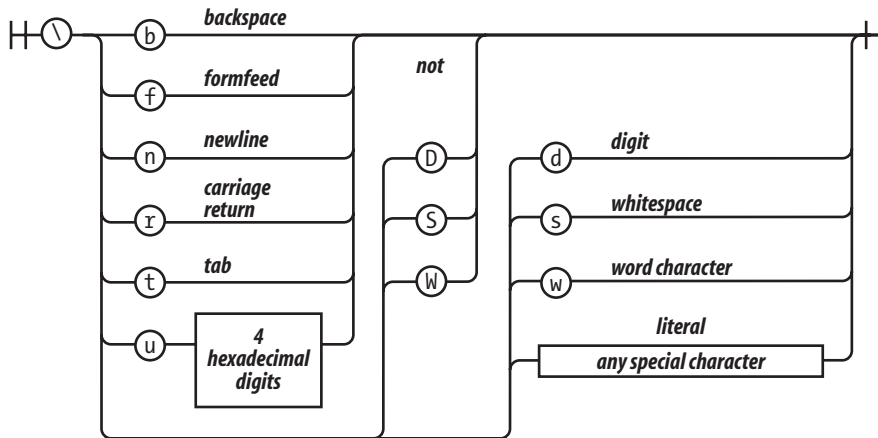 \ b backspace
not
f formfeed
n newline
D d digit
r carriage
return
S s whitespace
t tab
W w word character
u 4
hexadecimal
digits
literal
any special character